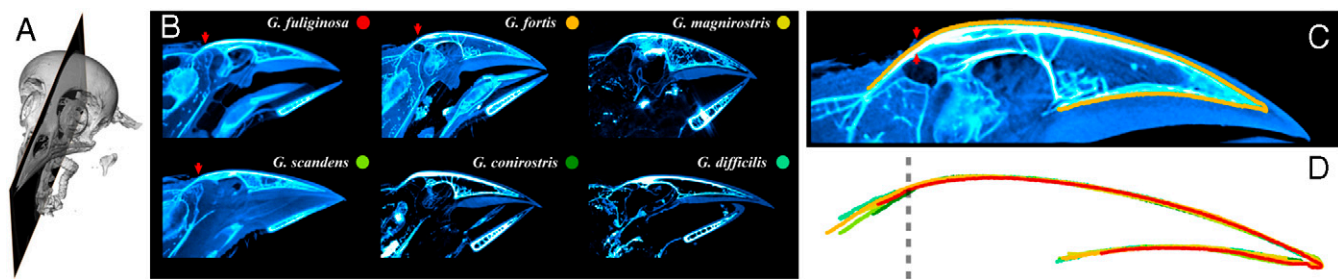 A
B
G. fuliginosa
G. fortis
G. magnirostris
G. scandens
G. conirostris
G. difficilis
C
D